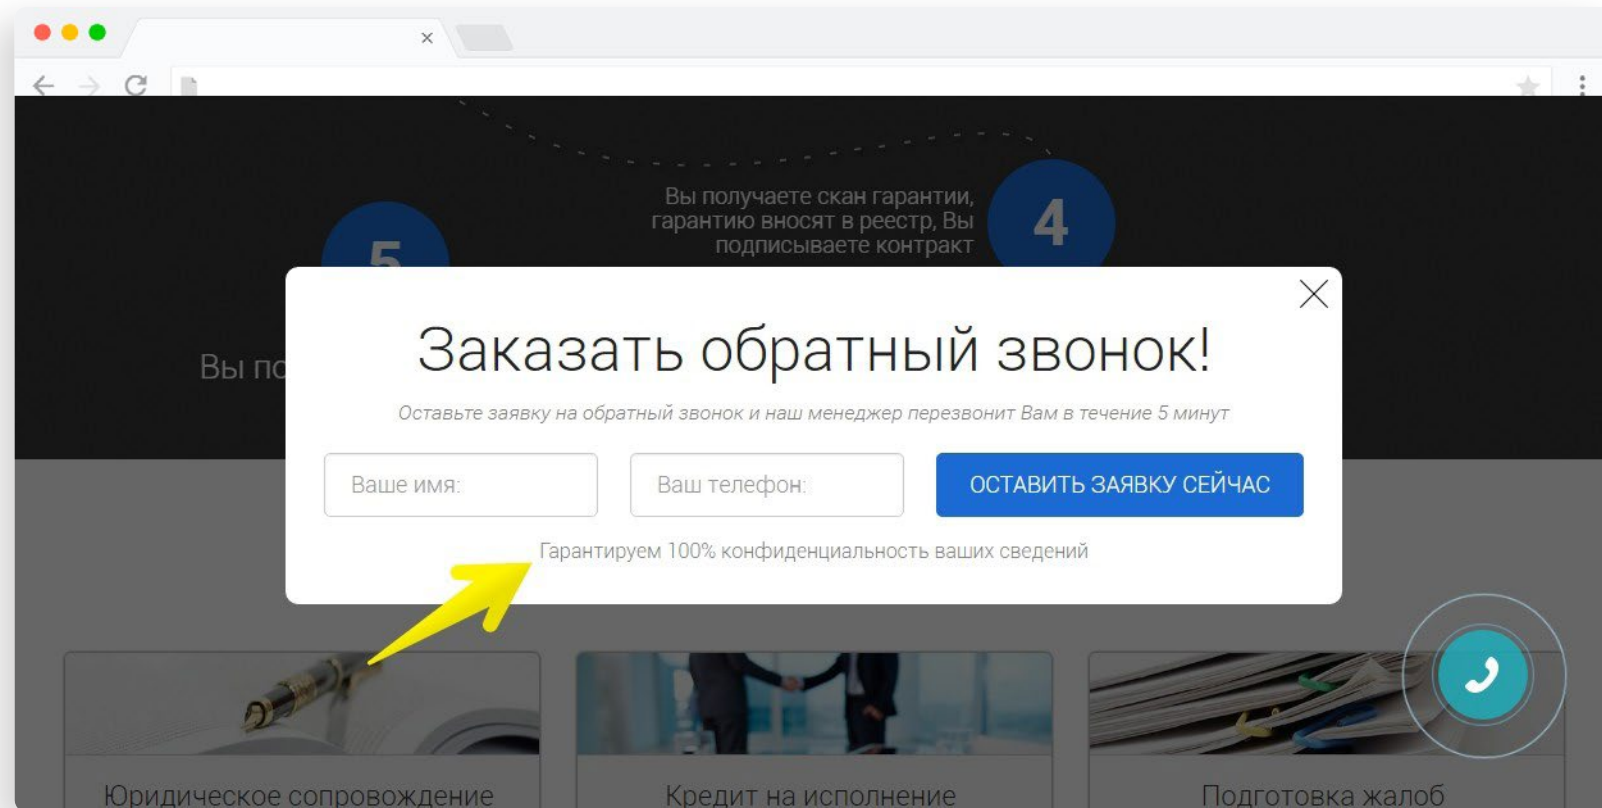 Вы получаете скан гарантии,
гарантию вносят в реестр, Вы
подписываете контракт
4
5
Вы
Заказать обратный звонок!
Оставьте заявку на обратный звонок и наш менеджер перезвонит Вам в течение 5 минут
Ваше имя:
Ваш телефон:
ОСТАВИТЬ ЗАЯВКУ СЕЙЧАС
Гарантируем 100% конфиденциальность ваших сведений
Юридическое сопровождение
Кредит на исполнение
Подготовка жалоб